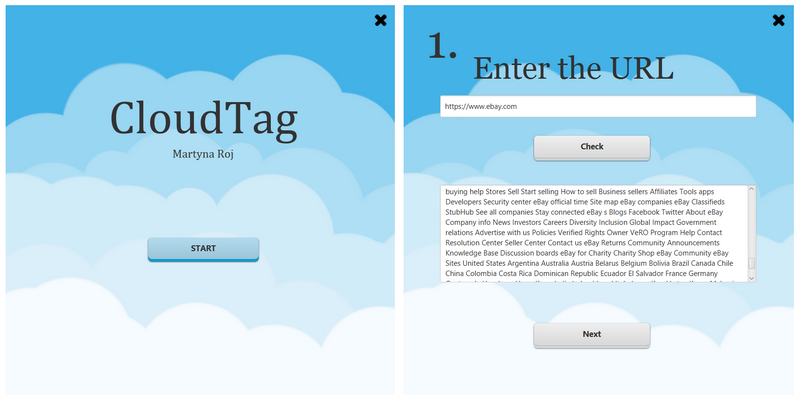 CloudTag
Martyna Roj
START
1.
Enter the URL
https://www.ebay.com
Check
buying help Stores Sell Start selling How to sell Business sellers Affiliates Tools apps
Developers Security center eBay official time Site map eBay companies eBay Classifieds
StubHub See all companies Stay connected eBay s Blogs Facebook Twitter About eBay
Company info News Investors Careers Diversity Inclusion Global Impact Government
relations Advertise with us Policies Verified Rights Owner VeRO Program Help Contact
Resolution Center Seller Center Contact us eBay Returns Community Announcements
Knowledge Base Discussion boards eBay for Charity Charity Shop eBay Community eBay
Sites United States Argentina Australia Austria Belarus Belgium Bolivia Brazil Canada Chile
China Colombia Costa Rica Dominican Republic Ecuador El Salvador France Germany
Next